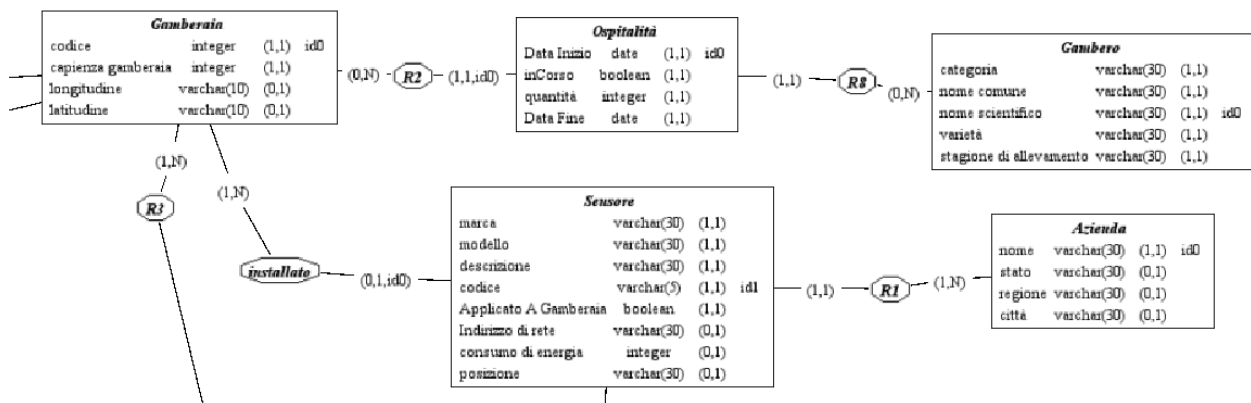 Gamberaia
codice integer (1,1) id0
capienza gamberaia integer (1,1)
longitudine varchar(10) (0,1)
latitudine varchar(10) (0,1)
(0,N) R2 (1,1,id0)
Ospitalità
Data Inizio date (1,1) id0
inCorso boolean (1,1)
quantità integer (1,1)
Data Fine date (1,1)
(1,1) R8 (0,N)
Gambero
categoria varchar(30) (1,1)
nome comune varchar(30) (1,1)
nome scientifico varchar(30) (1,1) id0
varietà varchar(30) (1,1)
stagione di allevamento varchar(30) (1,1)
(1,N)
R3
(1,N)
installato
(0,1,id0)
Sensore
marca varchar(30) (1,1)
modello varchar(30) (1,1)
descrizione varchar(30) (1,1)
codice varchar(5) (1,1) id1
Applicato A Gamberaia boolean (1,1)
Indirizzo di rete varchar(30) (0,1)
consumo di energia integer (0,1)
posizione varchar(30) (0,1)
(1,1) R1 (1,N)
Azienda
nome varchar(30) (1,1) id0
stato varchar(30) (0,1)
regione varchar(30) (0,1)
città varchar(30) (0,1)